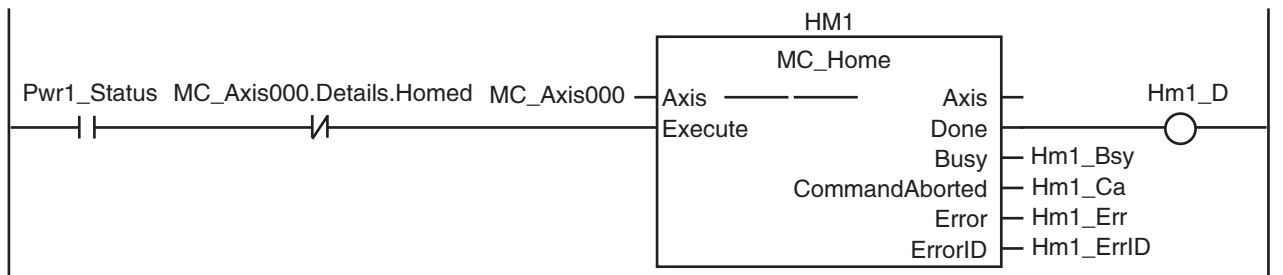 HM1
MC_Home
Pwr1_Status MC_Axis000.Details.Homed MC_Axis000 Axis Axis Hm1_D
Execute Done
Busy Hm1_Bsy
CommandAborted Hm1_Ca
Error Hm1_Err
ErrorID Hm1_ErrID